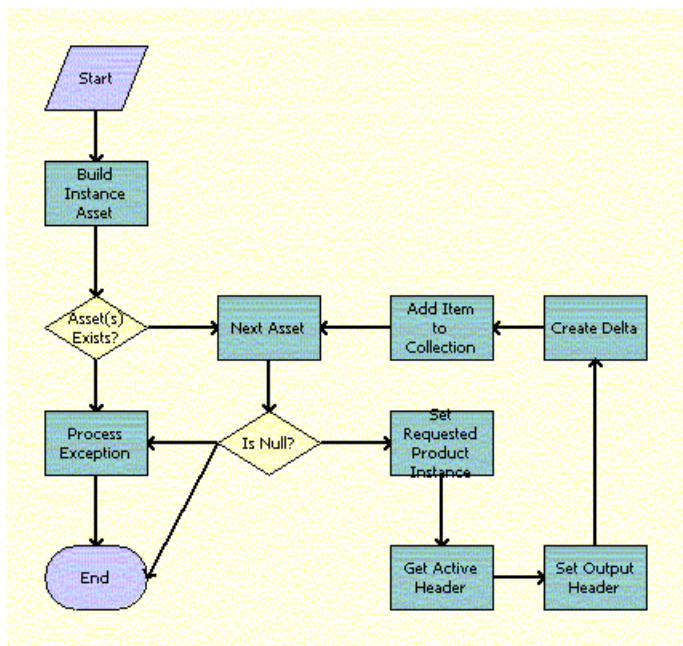 Start
Build
Instance
Asset
Asset(s)
Exists?
Next Asset
Add Item
to
Collection
Create Delta
Process
Exception
Is Null?
Set
Requested
Product
Instance
End
Get Active
Header
Set Output
Header